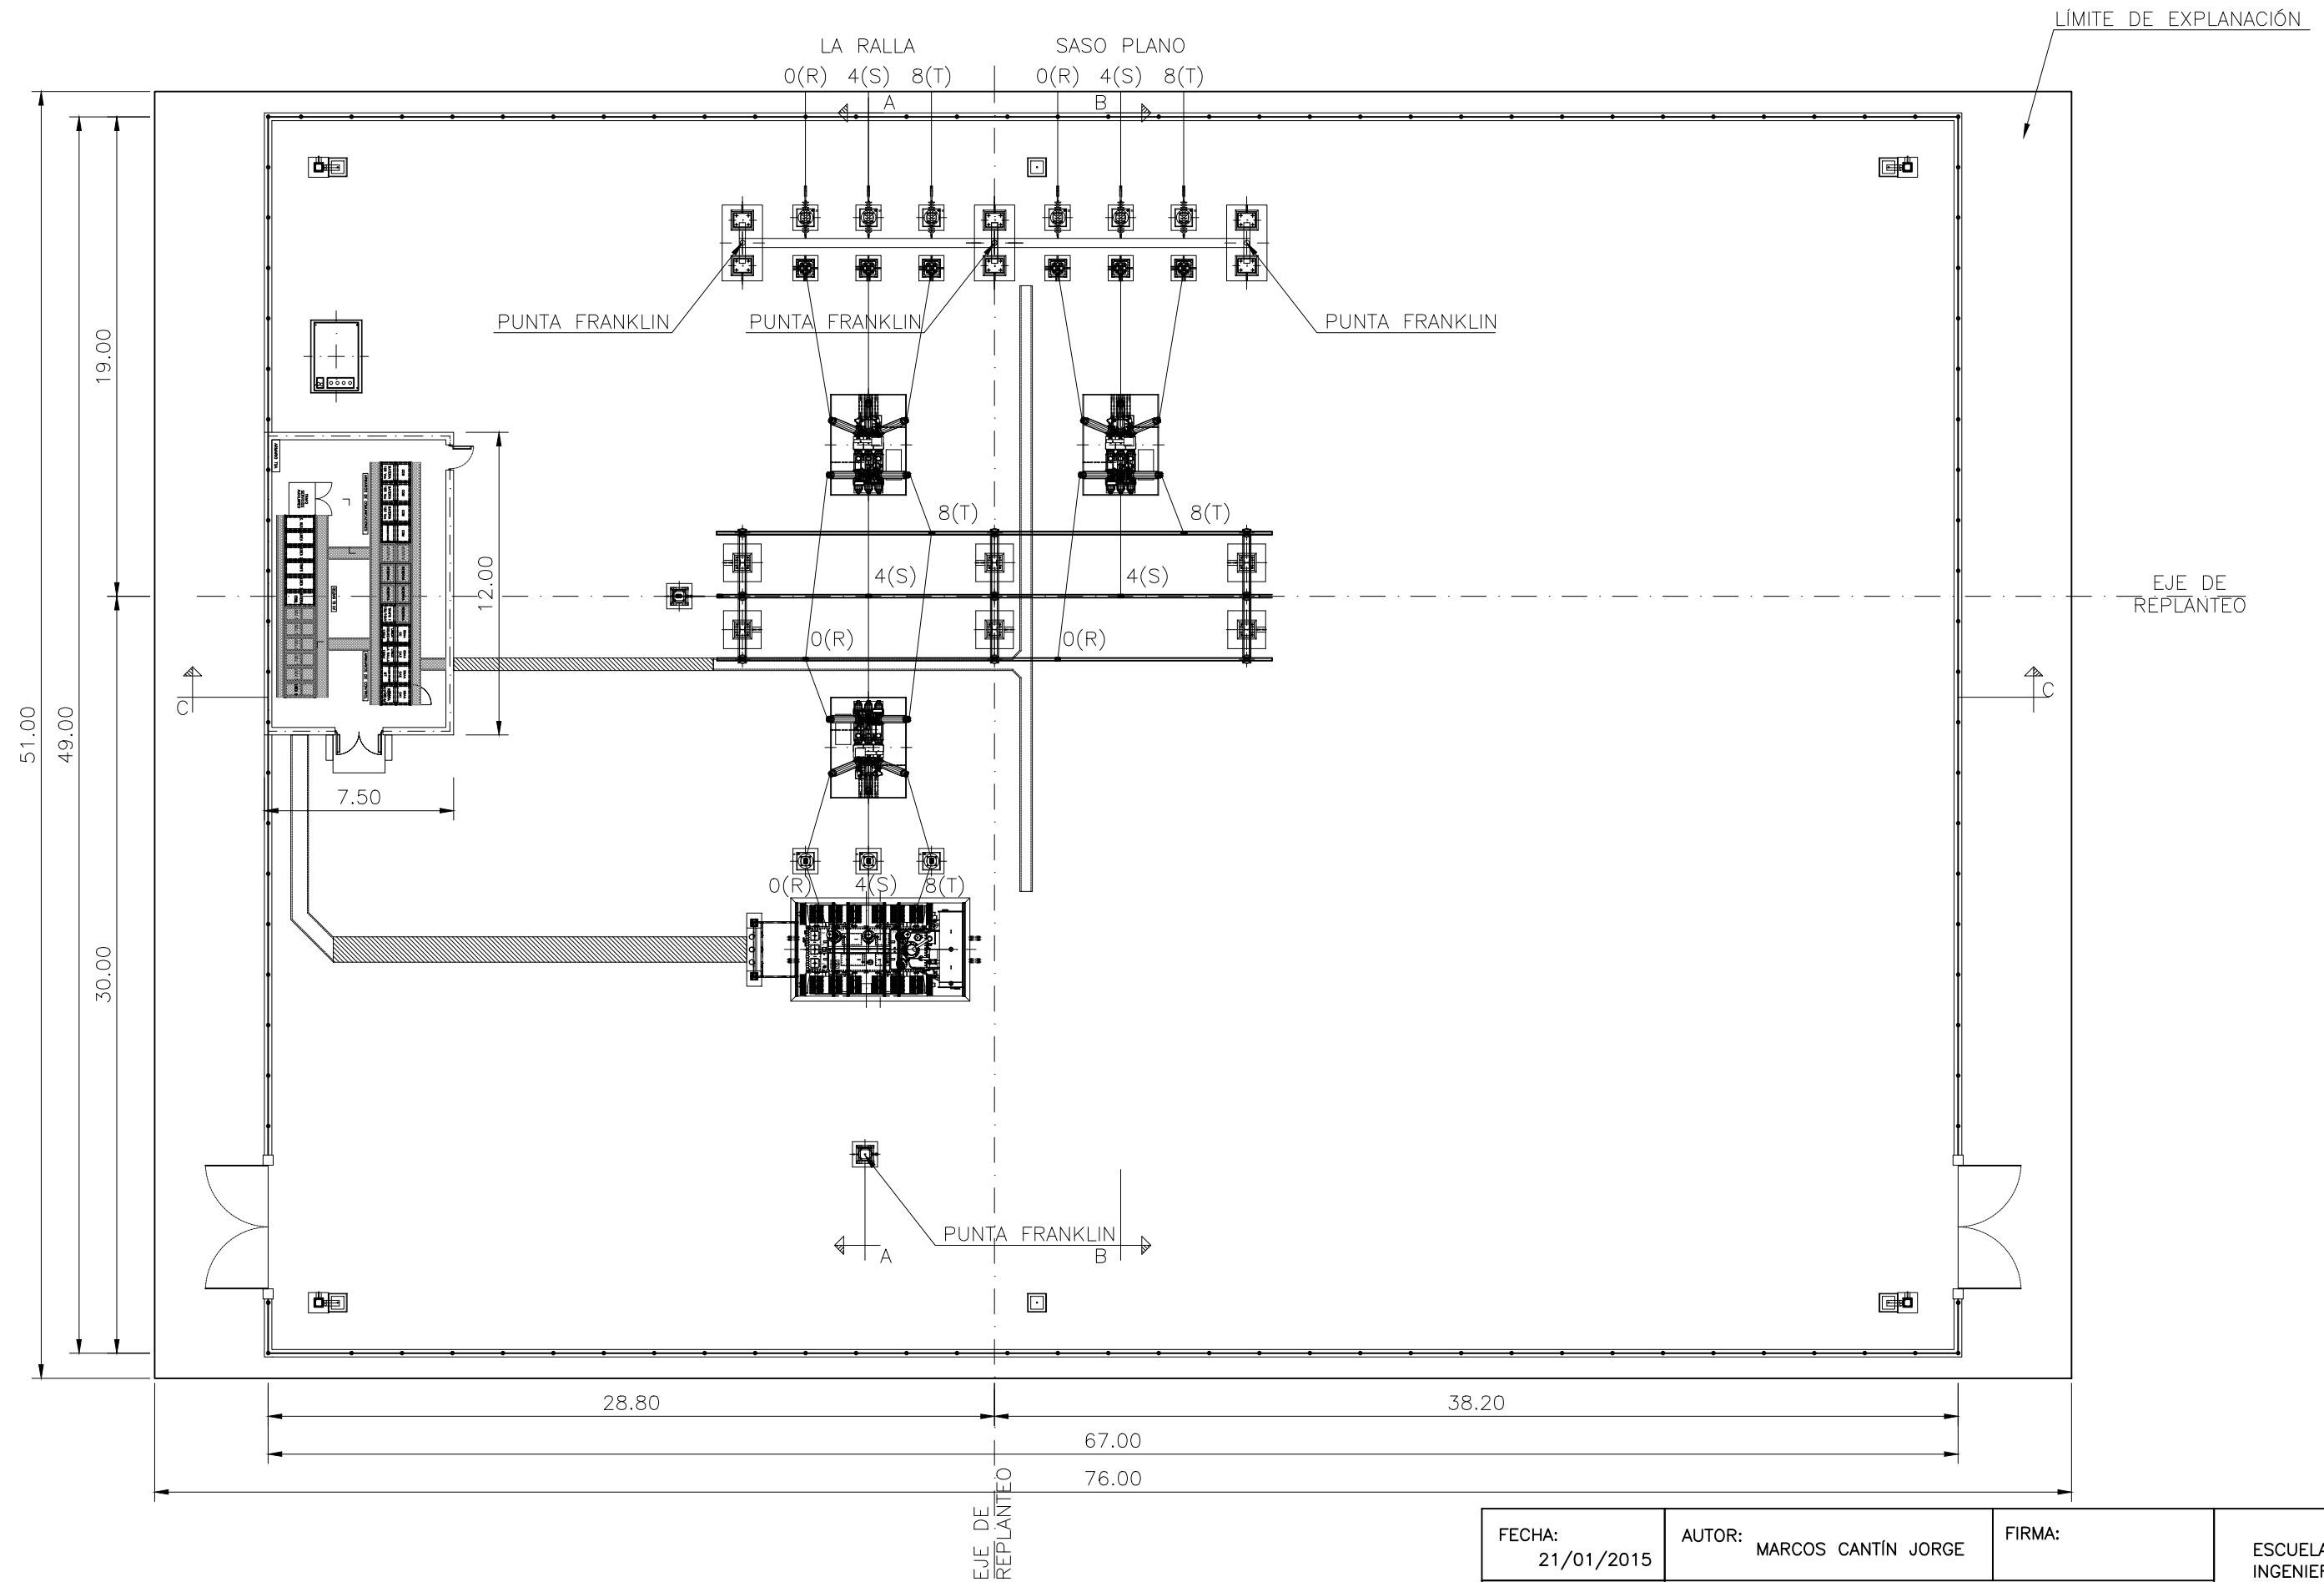 LÍMITE DE EXPLANACIÓN
LA RALLA
SASO PLANO
0(R) 4(S) 8(T)
0(R) 4(S) 8(T)
A
B
PUNTA FRANKLIN
PUNTA FRANKLIN
PUNTA FRANKLIN
19.00
12.00
8(T)
8(T)
4(S)
4(S)
EJE DE
REPLANTEO
0(R)
0(R)
C
C
51.00
49.00
7.50
0(R) 4(S) 8(T)
30.00
PUNTA FRANKLIN
A
B
28.80
38.20
67.00
76.00
EJE DE
REPLANTEO
FECHA:
21/01/2015
AUTOR:
MARCOS CANTÍN JORGE
FIRMA:
ESCUELA